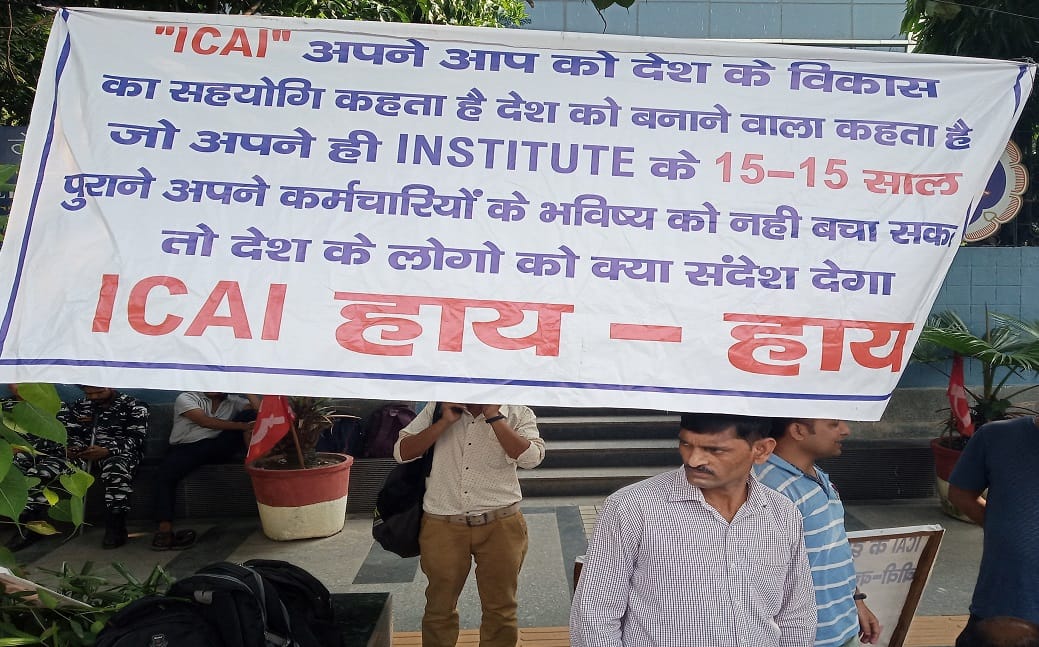 "ICAI" अपने आप को देश के विकास
का सहयोगि कहता है देश को बनाने वाला कहता है
जो अपने ही INSTITUTE के 15–15 साल
पुराने अपने कर्मचारियों के भविष्य को नही बचा सका
तो देश के लोगो को क्या संदेश देगा
ICAI हाय – हाय
ICAI के